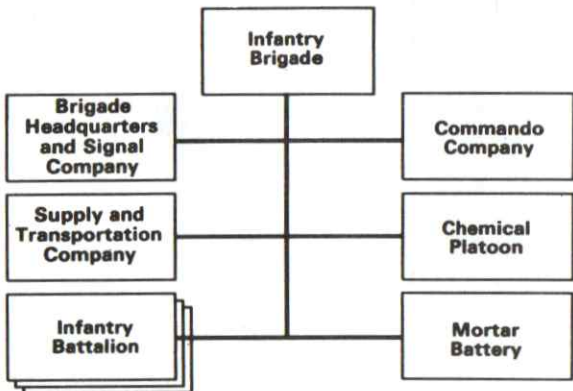 Infantry
Brigade
Brigade
Headquarters
and Signal
Company
Commando
Company
Supply and
Transportation
Company
Chemical
Platoon
Infantry
Battalion
Mortar
Battery